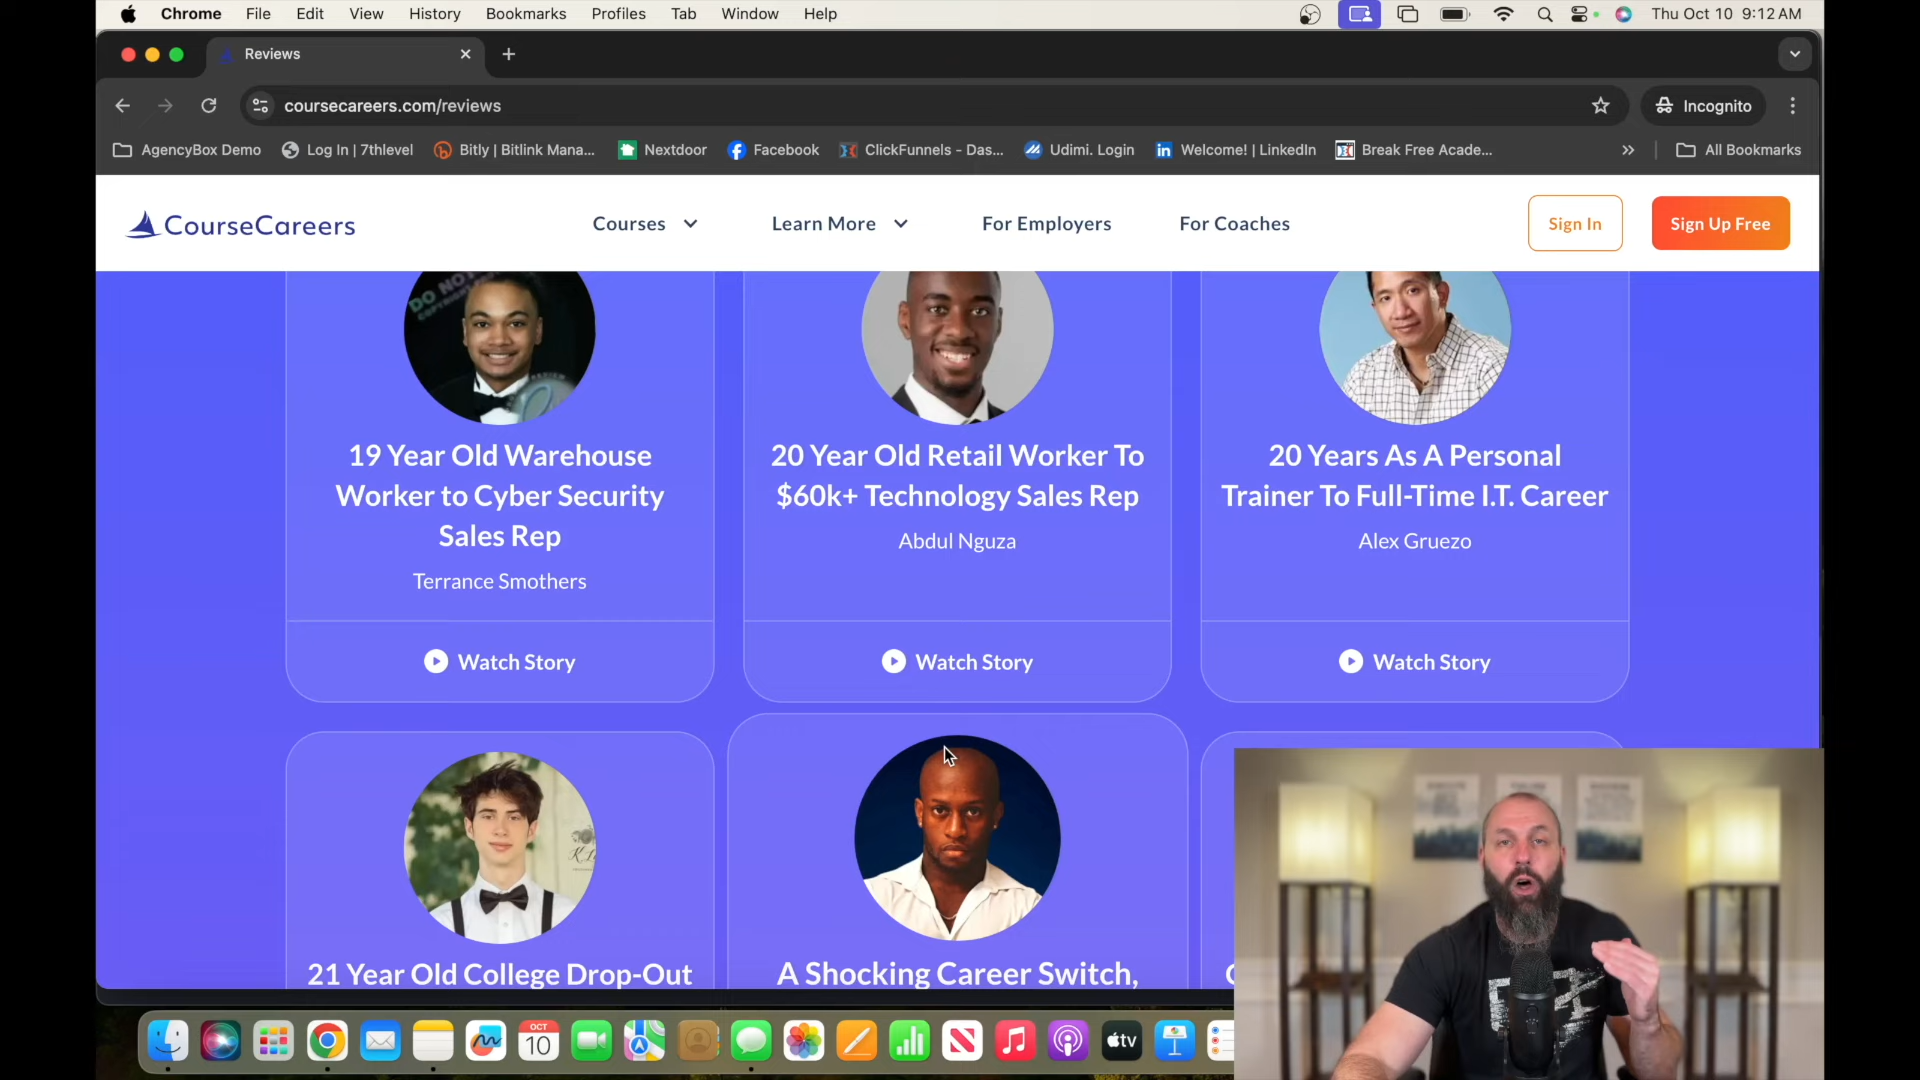 Chrome File Edit View History Bookmarks Profiles Tab Window Help Thu Oct 10 9:12 AM
Reviews
coursecareers.com/reviews Incognito
AgencyBox Demo Log In | 7thlevel Bitly | Bitlink Mana... Nextdoor Facebook ClickFunnels - Das... Udimi. Login Welcome! | LinkedIn Break Free Acade... All Bookmarks
CourseCareers Courses Learn More For Employers For Coaches Sign In Sign Up Free
19 Year Old Warehouse
Worker to Cyber Security
Sales Rep
Terrance Smothers
Watch Story
20 Year Old Retail Worker To
$60k+ Technology Sales Rep
Abdul Nguza
Watch Story
20 Years As A Personal
Trainer To Full-Time I.T. Career
Alex Gruezo
Watch Story
21 Year Old College Drop-Out
A Shocking Career Switch,
OCT
10
tv